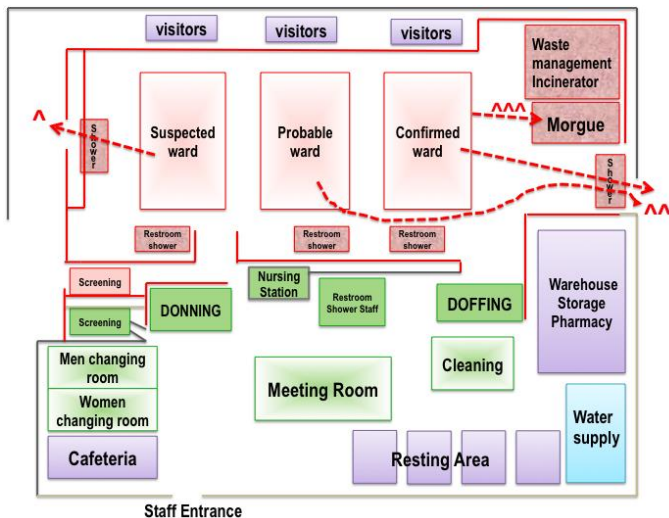 visitors
visitors
visitors
Waste
management
Incinerator
^
^^^
Shower
Suspected
ward
Probable
ward
Confirmed
ward
Morgue
Shower
^^
Restroom
shower
Restroom
shower
Restroom
shower
Screening
Nursing
Station
Restroom
Shower Staff
DONNING
DOFFING
Warehouse
Storage
Pharmacy
Screening
Men changing
room
Cleaning
Meeting Room
Women
changing room
Water
supply
Cafeteria
Resting Area
Staff Entrance